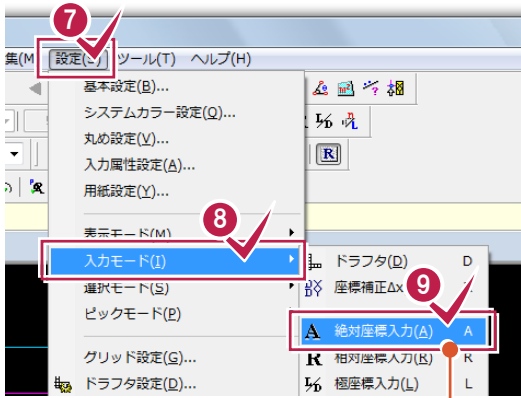 7
集(M 設定( ) ツール(T) ヘルプ(H)
基本設定(B)...
システムカラー設定(O)...
丸め設定(V)...
入力属性設定(A)...
用紙設定(Y)...
R
8
表示モード(M)
入力モード(I)
選択モード(S)
ピックモード(P)
グリッド設定(G)...
ドラフタ設定(D)...
ドラフタ(D) D
座標補正Δx
9
A 絶対座標入力(A) A
R 相対座標入力(R) R
極座標入力(L) L